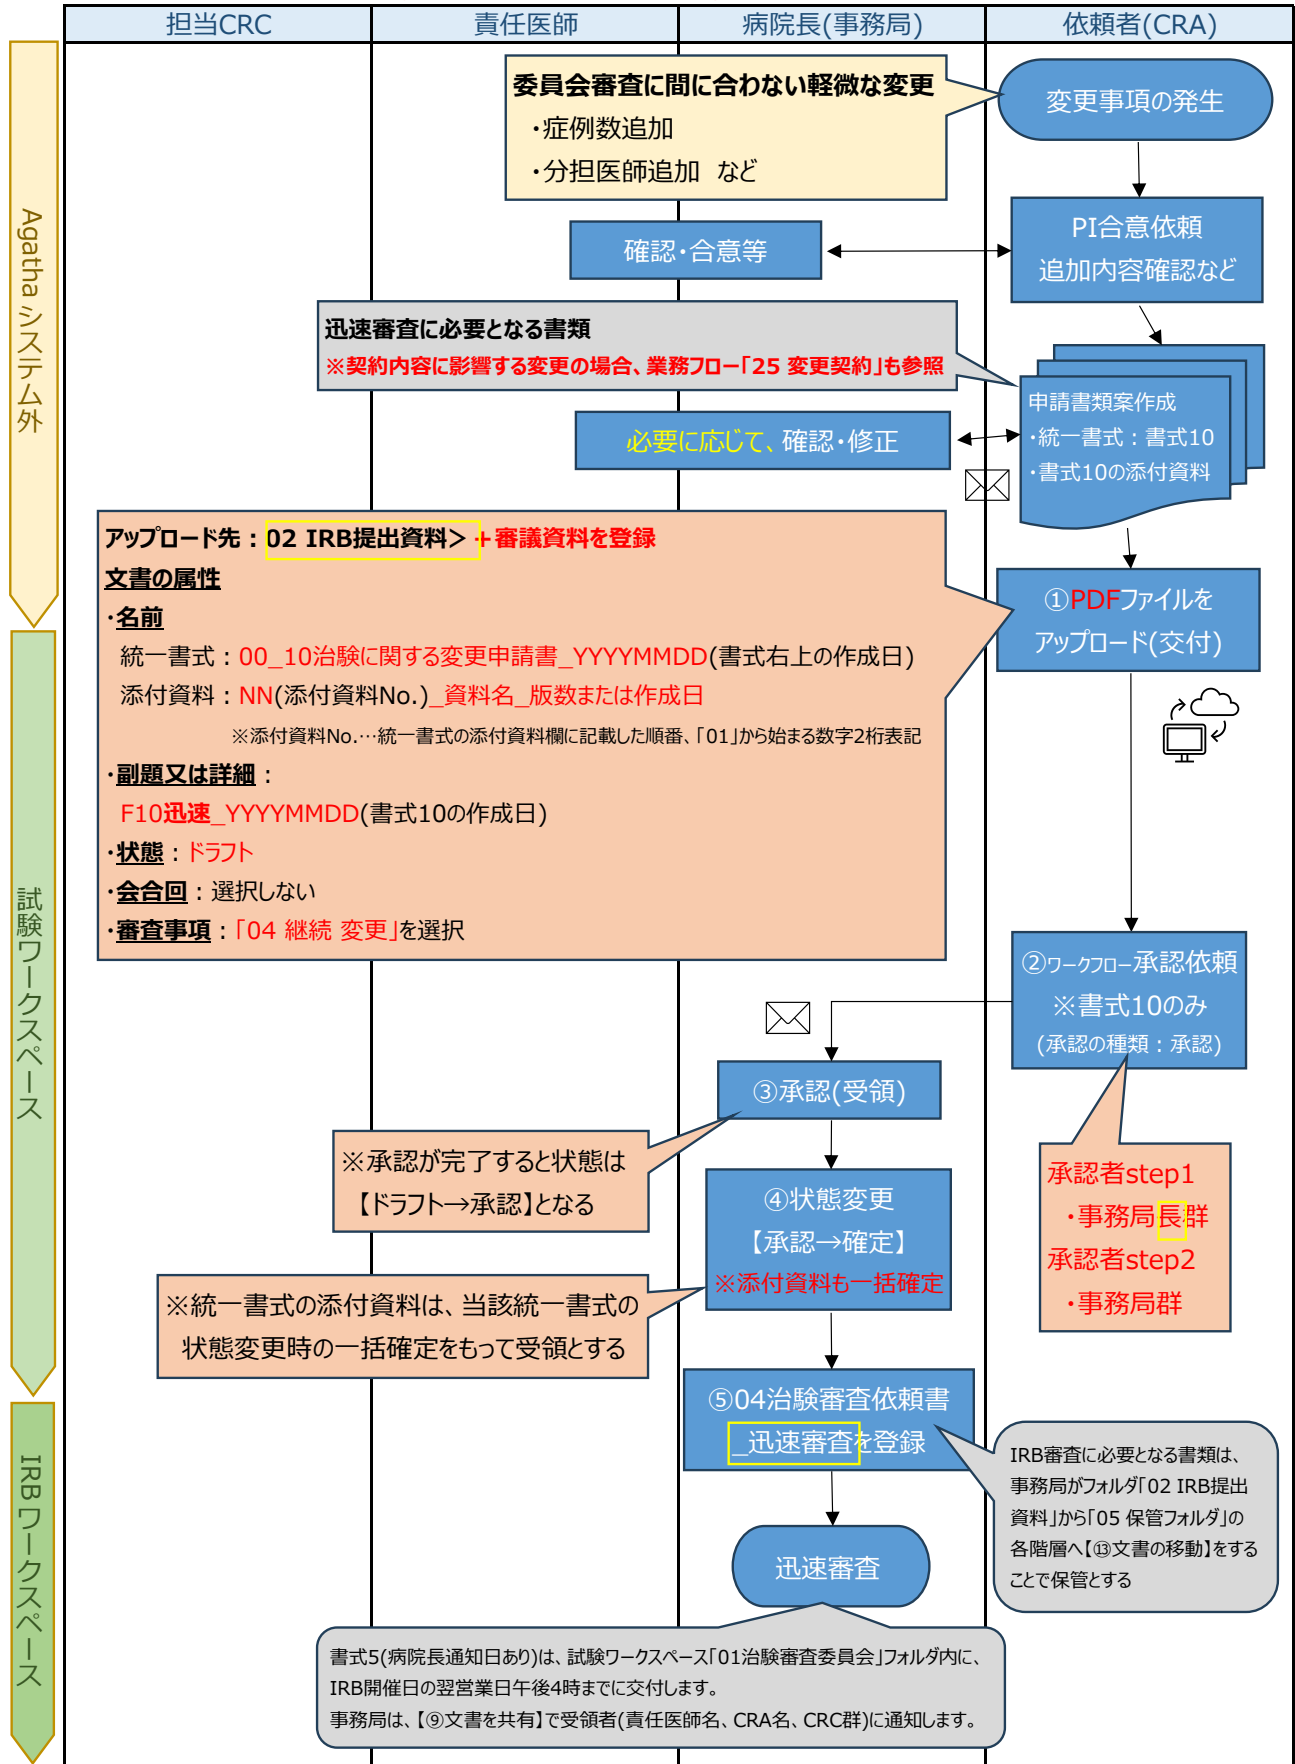 担当CRC
責任医師
病院長(事務局)
依頼者(CRA)
Agatha システム外
試験ワークスペース
IRB ワークスペース
委員会審査に間に合わない軽微な変更
・症例数追加
・分担医師追加 など
変更事項の発生
確認・合意等
PI合意依頼
追加内容確認など
迅速審査に必要となる書類
※契約内容に影響する変更の場合、業務フロー「25 変更契約」も参照
申請書類案作成
・統一書式：書式10
・書式10の添付資料
必要に応じて、確認・修正
アップロード先：02 IRB提出資料＞＋審議資料を登録
文書の属性
・名前
統一書式：00_10治験に関する変更申請書_YYYYMMDD(書式右上の作成日)
添付資料：NN(添付資料No.)_資料名_版数または作成日
※添付資料No.…統一書式の添付資料欄に記載した順番、「01」から始まる数字2桁表記
・副題又は詳細：
F10迅速_YYYYMMDD(書式10の作成日)
・状態：ドラフト
・会合回：選択しない
・審査事項：「04 継続 変更」を選択
①PDFファイルを
アップロード(交付)
②ワークフロー承認依頼
※書式10のみ
(承認の種類：承認)
③承認(受領)
※承認が完了すると状態は
【ドラフト→承認】となる
承認者step1
・事務局長群
承認者step2
・事務局群
④状態変更
【承認→確定】
※添付資料も一括確定
※統一書式の添付資料は、当該統一書式の
状態変更時の一括確定をもって受領とする
⑤04治験審査依頼書
_迅速審査を登録
IRB審査に必要となる書類は、
事務局がフォルダ「02 IRB提出
資料」から「05 保管フォルダ」の
各階層へ【⑬文書の移動】をする
ことで保管とする
迅速審査
書式5(病院長通知日あり)は、試験ワークスペース「01治験審査委員会」フォルダ内に、
IRB開催日の翌営業日午後4時までに交付します。
事務局は、【⑨文書を共有】で受領者(責任医師名、CRA名、CRC群)に通知します。